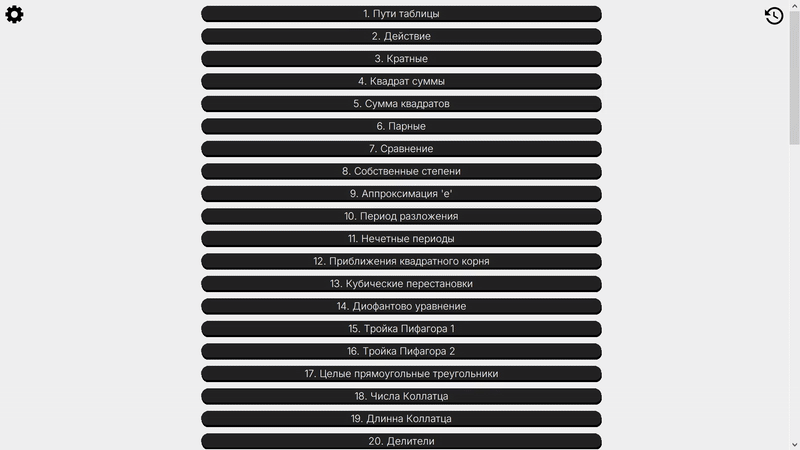 1. Пути таблицы
2. Действие
3. Кратные
4. Квадрат суммы
5. Сумма квадратов
6. Парные
7. Сравнение
8. Собственные степени
9. Аппроксимация 'e'
10. Период разложения
11. Нечетные периоды
12. Приближения квадратного корня
13. Кубические перестановки
14. Диофантово уравнение
15. Тройка Пифагора 1
16. Тройка Пифагора 2
17. Целые прямоугольные треугольники
18. Числа Коллатца
19. Длинна Коллатца
20. Делители